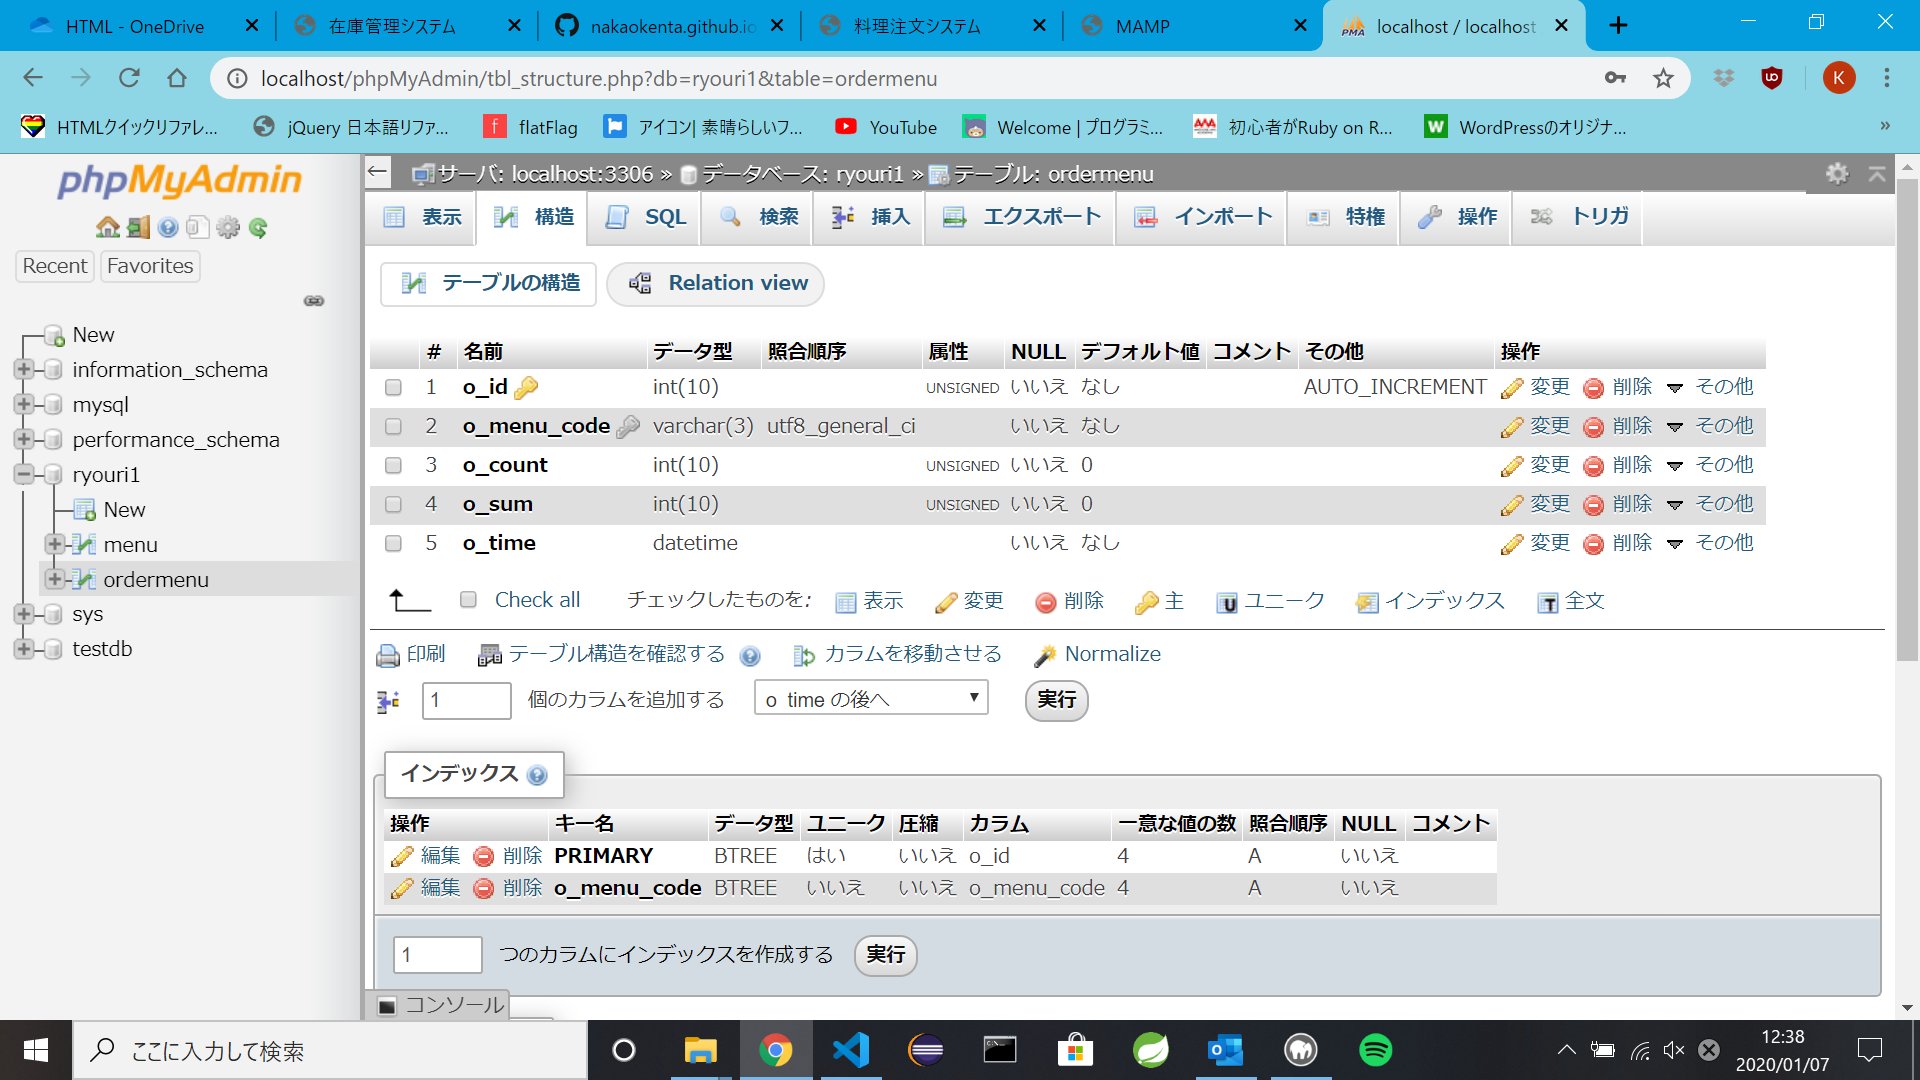 HTML - OneDrive
在庫管理システム
nakaokenta.github.io
料理注文システム
MAMP
localhost / localhost
localhost/phpMyAdmin/tbl_structure.php?db=ryouri1&table=ordermenu
K
HTMLクイックリファレ...
jQuery 日本語リファ...
flatFlag
アイコン| 素晴らしいフ...
YouTube
Welcome | プログラミ...
初心者がRuby on R...
WordPressのオリジナ...
»
phpMyAdmin
Recent
Favorites
New
information_schema
mysql
performance_schema
ryouri1
New
menu
ordermenu
sys
testdb
サーバ: localhost:3306 » データベース: ryouri1 » テーブル: ordermenu
表示 構造 SQL 検索 挿入 エクスポート インポート 特権 操作 トリガ
テーブルの構造 Relation view
# 名前 データ型 照合順序 属性 NULL デフォルト値 コメント その他 操作
1 o_id int(10) UNSIGNED いいえ なし AUTO_INCREMENT 変更 削除 その他
2 o_menu_code varchar(3) utf8_general_ci いいえ なし 変更 削除 その他
3 o_count int(10) UNSIGNED いいえ 0 変更 削除 その他
4 o_sum int(10) UNSIGNED いいえ 0 変更 削除 その他
5 o_time datetime いいえ なし 変更 削除 その他
Check all チェックしたものを: 表示 変更 削除 主 ユニーク インデックス 全文
印刷 テーブル構造を確認する カラムを移動させる Normalize
1 個のカラムを追加する o_time の後へ 実行
インデックス
操作 キー名 データ型 ユニーク 圧縮 カラム 一意な値の数 照合順序 NULL コメント
編集 削除 PRIMARY BTREE はい いいえ o_id 4 A いいえ
編集 削除 o_menu_code BTREE いいえ いいえ o_menu_code 4 A いいえ
1 つのカラムにインデックスを作成する 実行
コンソール
ここに入力して検索
12:38
2020/01/07